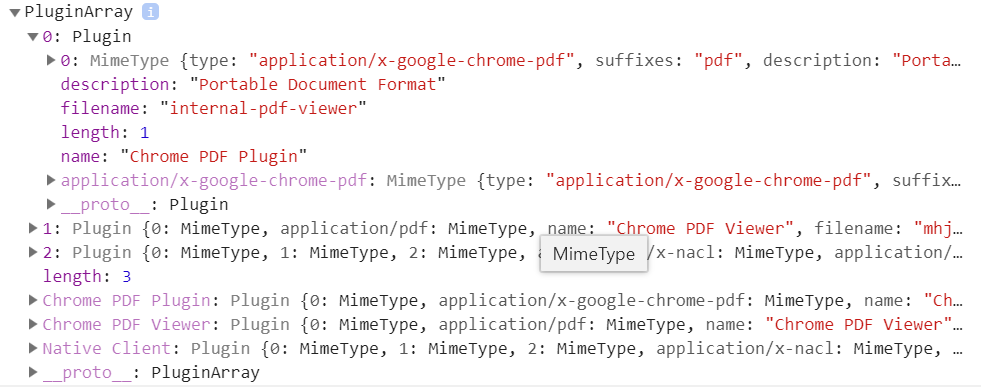 PluginArray i
0: Plugin
0: MimeType {type: "application/x-google-chrome-pdf", suffixes: "pdf", description: "Porta…
description: "Portable Document Format"
filename: "internal-pdf-viewer"
length: 1
name: "Chrome PDF Plugin"
application/x-google-chrome-pdf: MimeType {type: "application/x-google-chrome-pdf", suffix…
__proto__: Plugin
1: Plugin {0: MimeType, application/pdf: MimeType, name: "Chrome PDF Viewer", filename: "mhj…
2: Plugin {0: MimeType, 1: MimeType, 2: MimeType, /x-nacl: MimeType, application/…
MimeType
length: 3
Chrome PDF Plugin: Plugin {0: MimeType, application/x-google-chrome-pdf: MimeType, name: "Ch…
Chrome PDF Viewer: Plugin {0: MimeType, application/pdf: MimeType, name: "Chrome PDF Viewer"…
Native Client: Plugin {0: MimeType, 1: MimeType, 2: MimeType, application/x-nacl: MimeType, …
__proto__: PluginArray